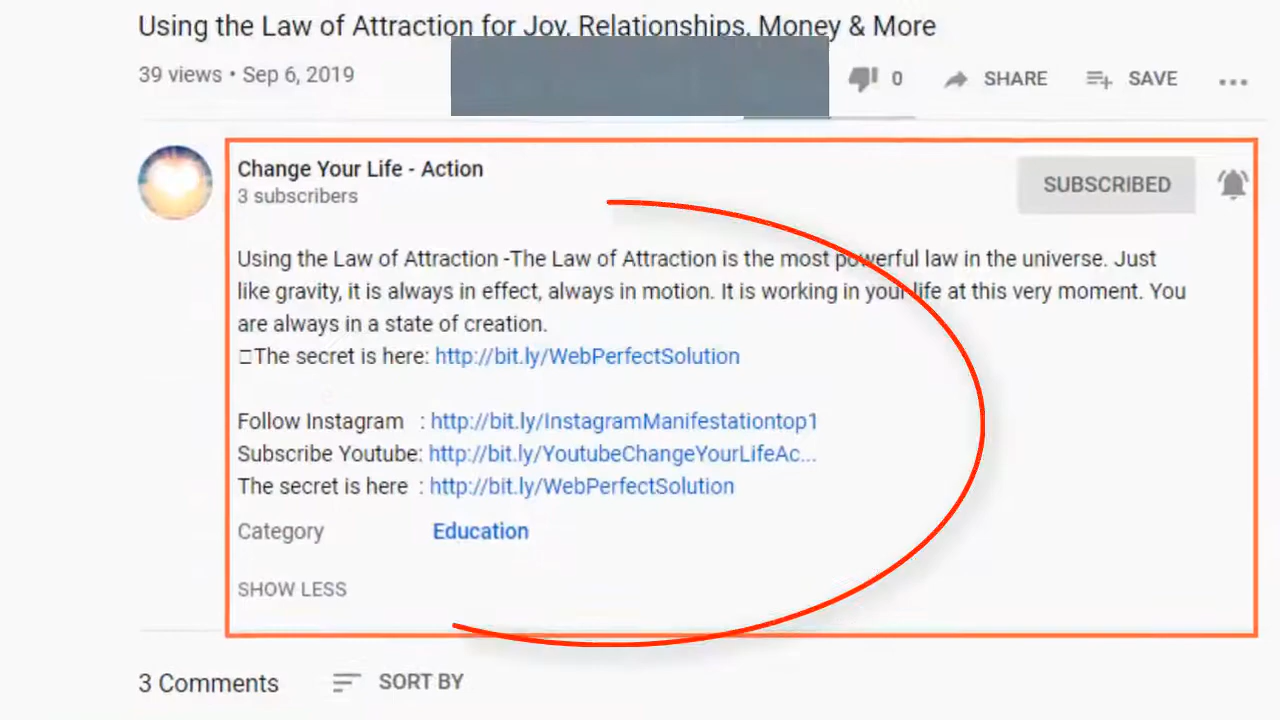 Using the Law of Attraction for Joy, Relationships, Money & More
39 views • Sep 6, 2019
0 SHARE SAVE
Change Your Life - Action
3 subscribers
SUBSCRIBED
Using the Law of Attraction -The Law of Attraction is the most powerful law in the universe. Just
like gravity, it is always in effect, always in motion. It is working in your life at this very moment. You
are always in a state of creation.
The secret is here: http://bit.ly/WebPerfectSolution
Follow Instagram : http://bit.ly/InstagramManifestationtop1
Subscribe Youtube: http://bit.ly/YoutubeChangeYourLifeAc...
The secret is here : http://bit.ly/WebPerfectSolution
Category Education
SHOW LESS
3 Comments SORT BY